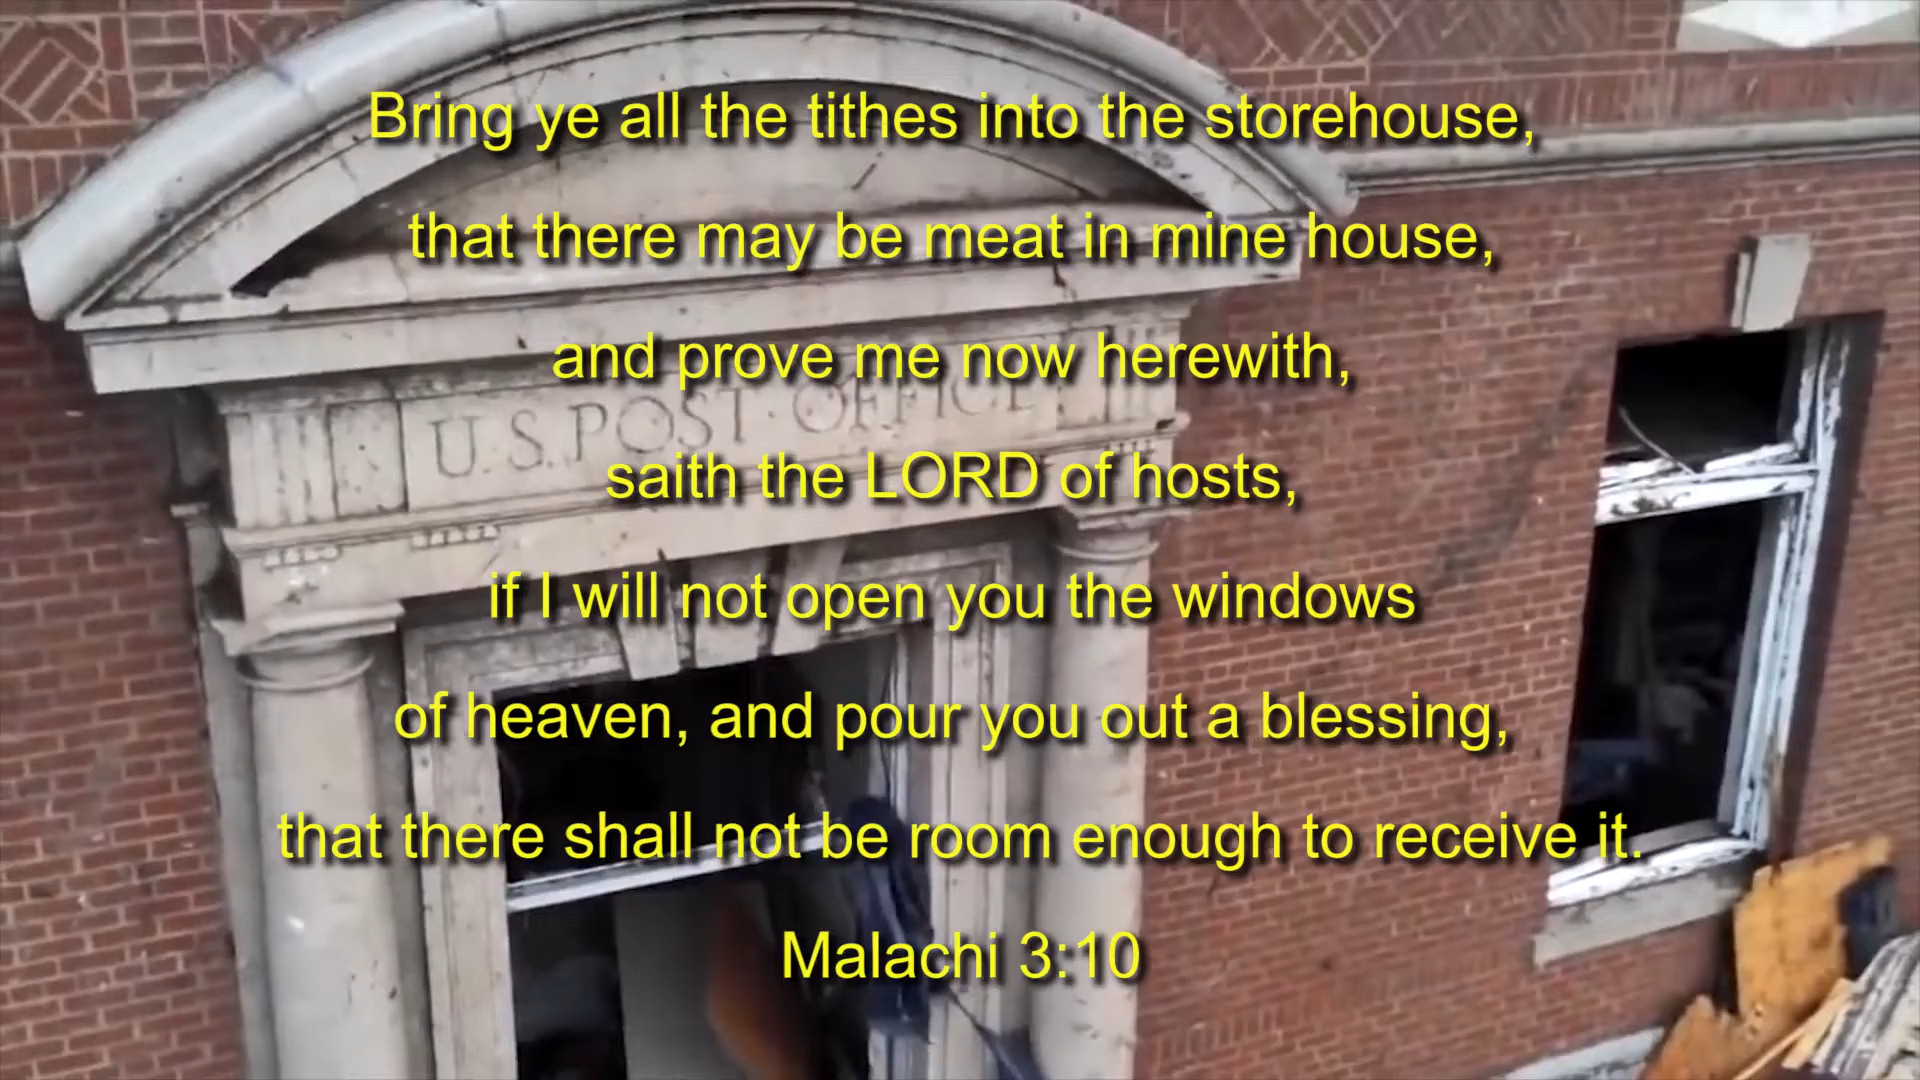 Bring ye all the tithes into the storehouse,
that there may be meat in mine house,
and prove me now herewith,
U.S. POST OFFICE
saith the LORD of hosts,
if I will not open you the windows
of heaven, and pour you out a blessing,
that there shall not be room enough to receive it.
Malachi 3:10